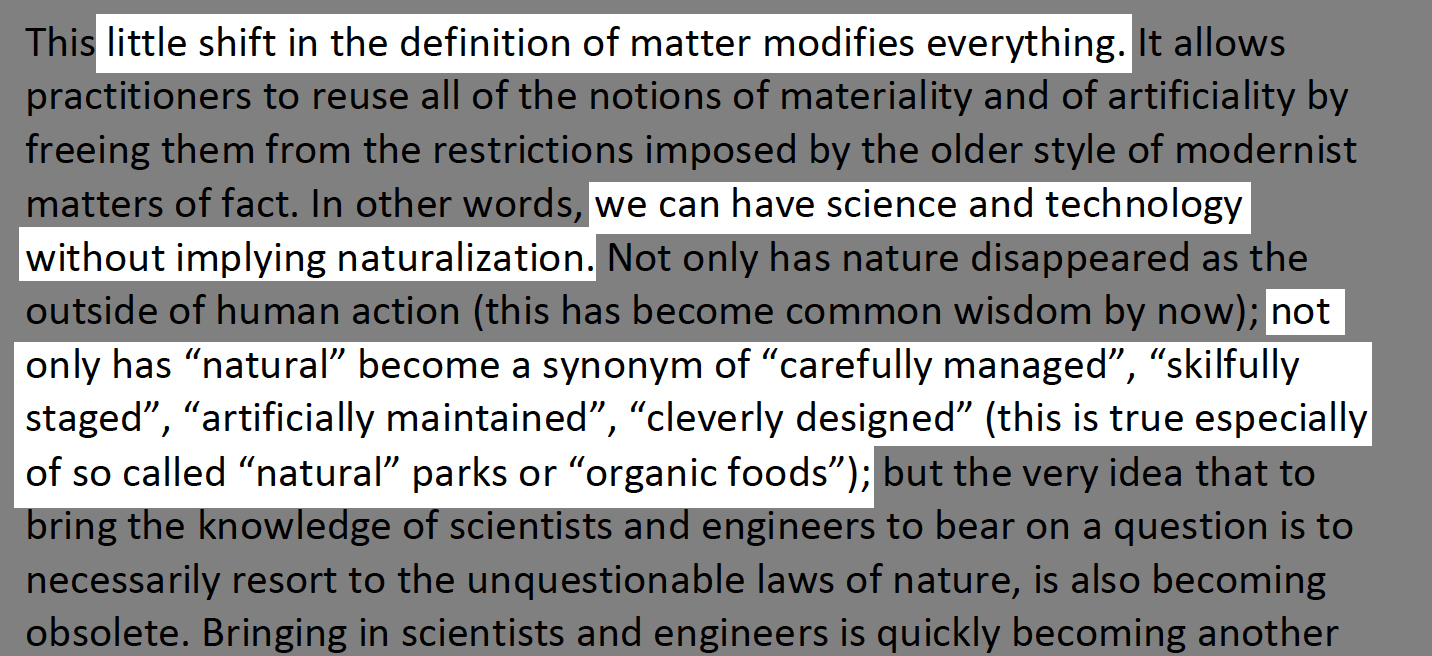 This little shift in the definition of matter modifies everything. It allows
practitioners to reuse all of the notions of materiality and of artificiality by
freeing them from the restrictions imposed by the older style of modernist
matters of fact. In other words, we can have science and technology
without implying naturalization. Not only has nature disappeared as the
outside of human action (this has become common wisdom by now); not
only has “natural” become a synonym of “carefully managed”, “skilfully
staged”, “artificially maintained”, “cleverly designed” (this is true especially
of so called “natural” parks or “organic foods”); but the very idea that to
bring the knowledge of scientists and engineers to bear on a question is to
necessarily resort to the unquestionable laws of nature, is also becoming
obsolete. Bringing in scientists and engineers is quickly becoming another